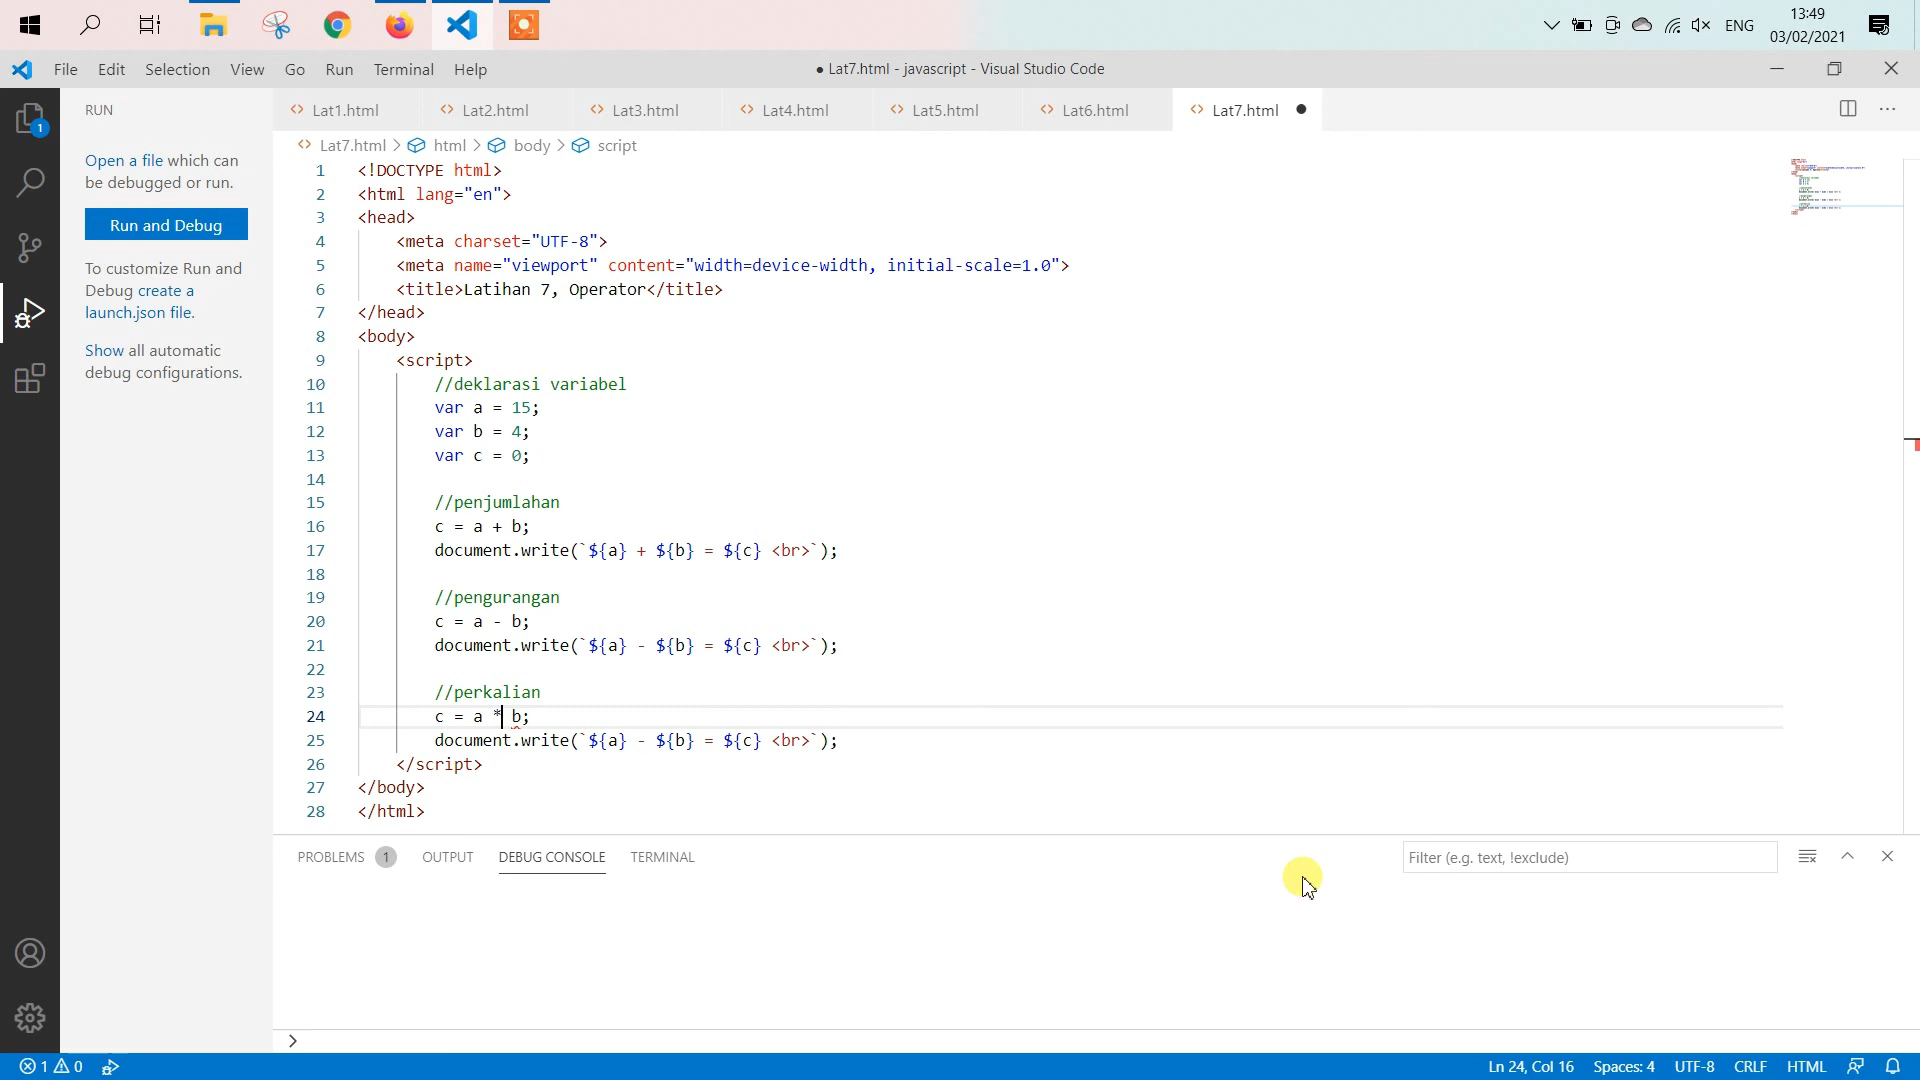 ENG
13:49
03/02/2021
File Edit Selection View Go Run Terminal Help
● Lat7.html - javascript - Visual Studio Code
1
RUN
Open a file which can
be debugged or run.
Run and Debug
To customize Run and
Debug create a
launch.json file.
Show all automatic
debug configurations.
Lat1.html Lat2.html Lat3.html Lat4.html Lat5.html Lat6.html Lat7.html ●
Lat7.html > html > body > script
1 <!DOCTYPE html>
2 <html lang="en">
3 <head>
4 <meta charset="UTF-8">
5 <meta name="viewport" content="width=device-width, initial-scale=1.0">
6 <title>Latihan 7, Operator</title>
7 </head>
8 <body>
9 <script>
10 //deklarasi variabel
11 var a = 15;
12 var b = 4;
13 var c = 0;
14
15 //penjumlahan
16 c = a + b;
17 document.write(`${a} + ${b} = ${c} <br>`);
18
19 //pengurangan
20 c = a - b;
21 document.write(`${a} - ${b} = ${c} <br>`);
22
23 //perkalian
24 c = a * b;
25 document.write(`${a} - ${b} = ${c} <br>`);
26 </script>
27 </body>
28 </html>
PROBLEMS 1 OUTPUT DEBUG CONSOLE TERMINAL
Filter (e.g. text, !exclude)
1 0
Ln 24, Col 16 Spaces: 4 UTF-8 CRLF HTML